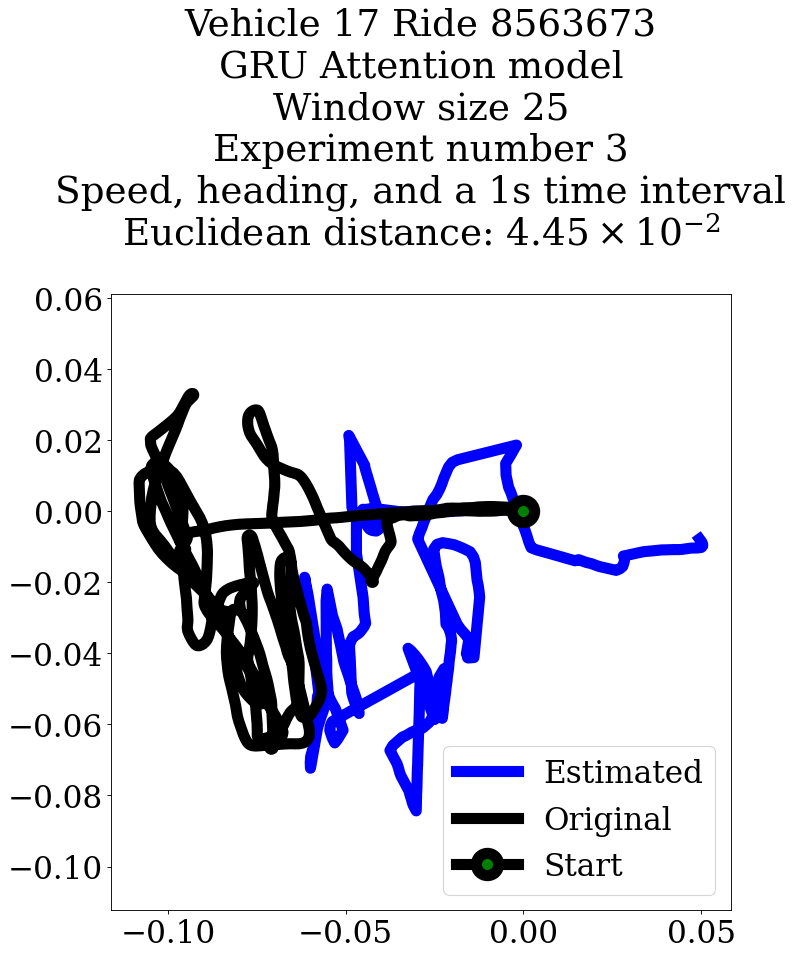 Vehicle 17 Ride 8563673
GRU Attention model
Window size 25
Experiment number 3
Speed, heading, and a 1s time interval
Euclidean distance: 4.45 × 10⁻²
0.06
0.04
0.02
0.00
−0.02
−0.04
−0.06
−0.08
−0.10
Estimated
Original
Start
−0.10 −0.05 0.00 0.05